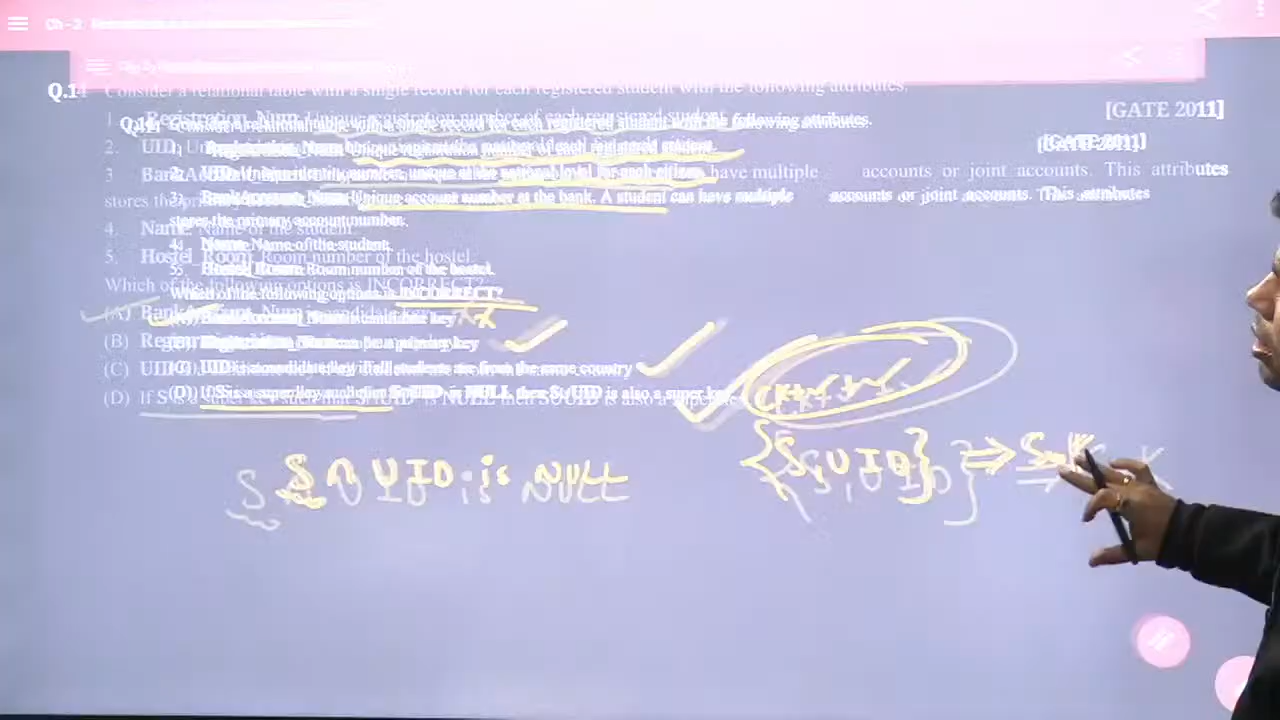 Ch - 2
Q.1 Consider a relational table with a single record for each registered student with the following attributes. [GATE 2011]
1. Registration_Num Unique registration number of each registered student.
2. UID Unique identity number, unique at the national level for each citizen.
3 BankAccount_Num Unique account number at the bank. A student can have multiple accounts or joint accounts. This attributes
stores the primary account number.
4. Name Name of the student.
5. Hostel_Room Room number of the hostel.
Which of the following options is INCORRECT?
(A) BankAccount_Num is candidate key
(B) Registration_Num can be a primary key
(C) UID is candidate key if all students are from the same country
(D) If S is a super key such that S∩UID is NULL then S∪UID is also a super key
S ∩ UID is NULL
{S, UID} ⇒ S.K